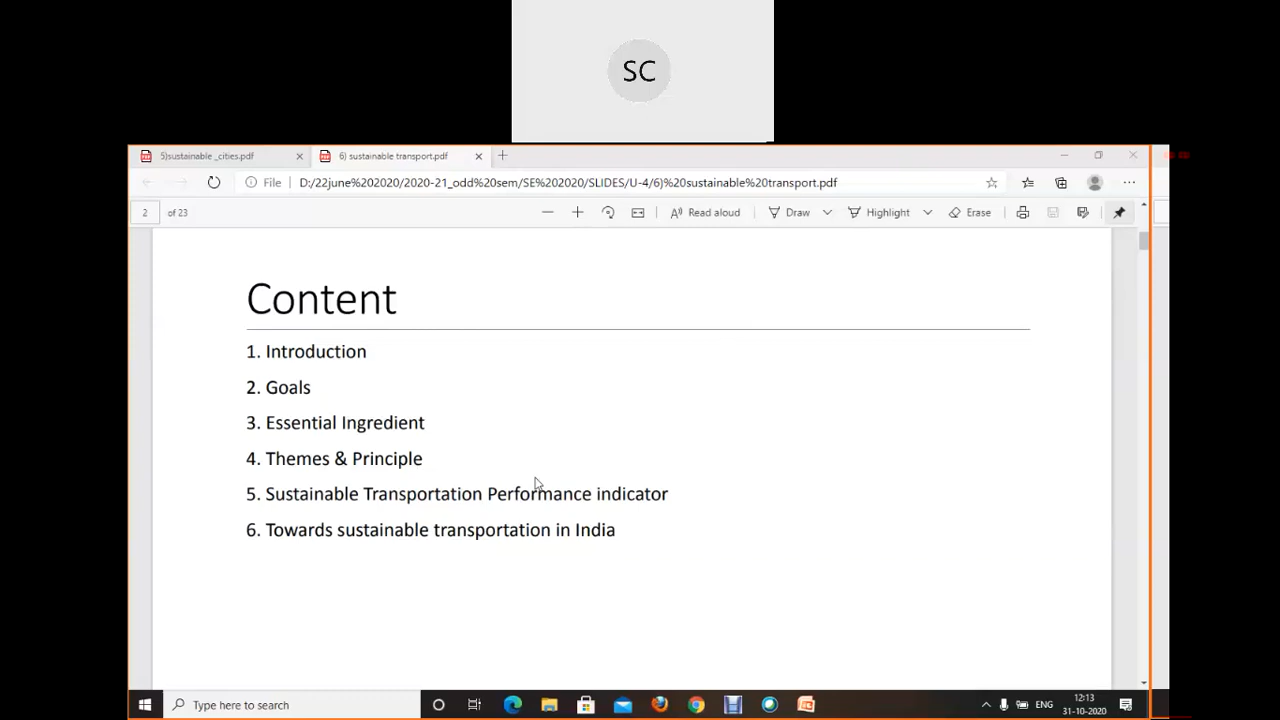 SC
5)sustainable _cities.pdf
6) sustainable transport.pdf
File
D:/22june%202020/2020-21_odd%20sem/SE%202020/SLIDES/U-4/6)%20sustainable%20transport.pdf
2 of 23
Read aloud
Draw
Highlight
Erase
Content
1. Introduction
2. Goals
3. Essential Ingredient
4. Themes & Principle
5. Sustainable Transportation Performance indicator
6. Towards sustainable transportation in India
Type here to search
ENG
12:13
31-10-2020